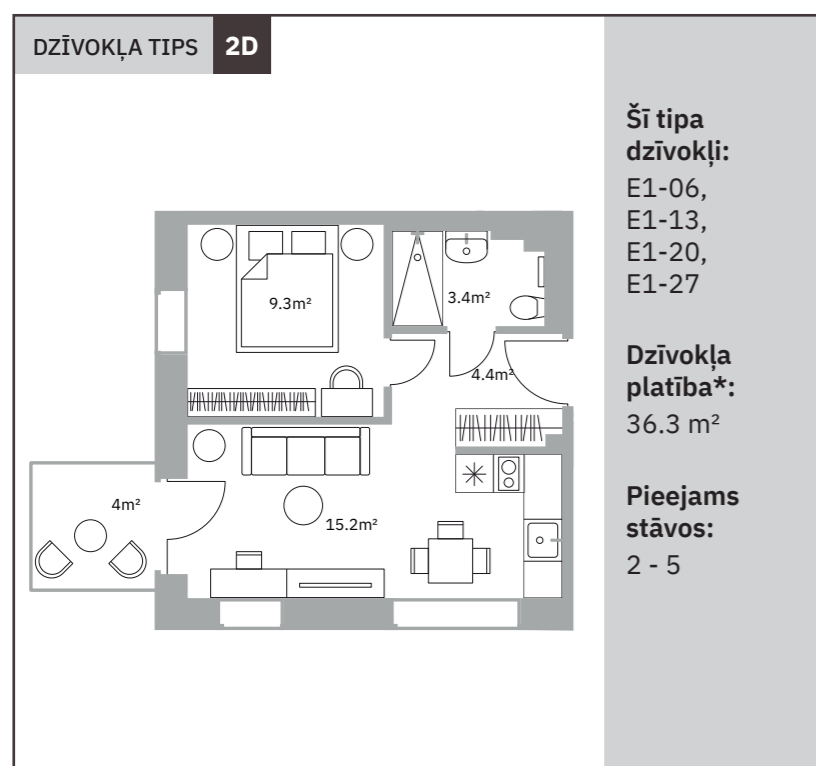 DZĪVOKĻA TIPS 2D
Šī tipa
dzīvokļi:
E1-06,
E1-13,
E1-20,
E1-27
Dzīvokļa
platība*:
36.3 m²
Pieejams
stāvos:
2 - 5
9.3m²
3.4m²
4.4m²
4m²
15.2m²